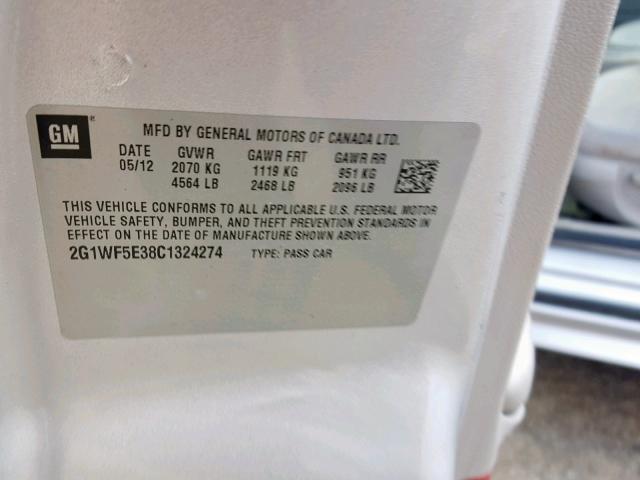 GM
MFD BY GENERAL MOTORS OF CANADA LTD.
DATE GVWR GAWR FRT GAWR RR
05/12 2070 KG 1119 KG 951 KG
4564 LB 2468 LB 2096 LB
THIS VEHICLE CONFORMS TO ALL APPLICABLE U.S. FEDERAL MOTOR
VEHICLE SAFETY, BUMPER, AND THEFT PREVENTION STANDARDS IN
EFFECT ON THE DATE OF MANUFACTURE SHOWN ABOVE.
2G1WF5E38C1324274 TYPE: PASS CAR